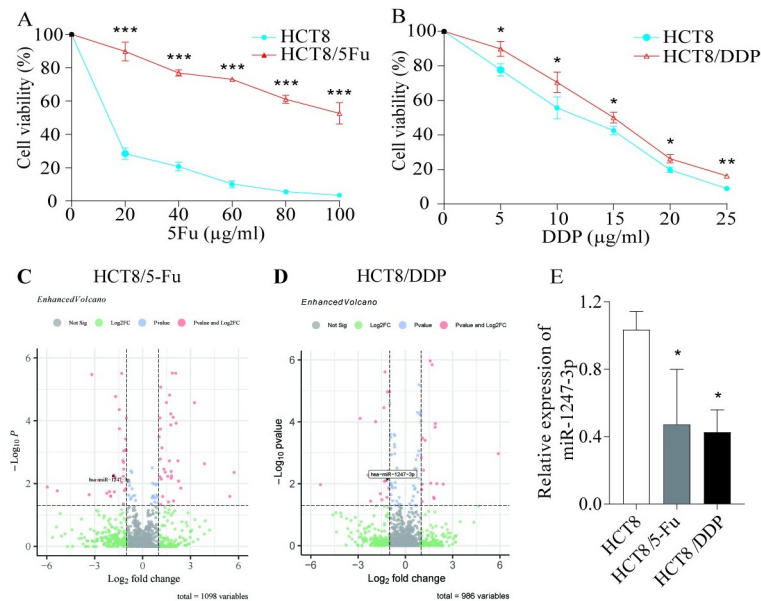 A
HCT8
HCT8/5Fu
Cell viability (%)
100
80
60
40
20
0
***
***
***
***
***
0
20
40
60
80
100
5Fu (μg/ml)
B
HCT8
HCT8/DDP
Cell viability (%)
100
80
60
40
20
0
*
*
*
*
**
0
5
10
15
20
25
DDP (μg/ml)
C
HCT8/5-Fu
EnhancedVolcano
Not Sig
Log2FC
Pvalue
Pvalue and Log2FC
−Log10 P
6
4
2
0
hsa-miR-1247
−6
−3
0
3
6
Log2 fold change
total = 1098 variables
D
HCT8/DDP
EnhancedVolcano
Not Sig
Log2FC
Pvalue
Pvalue and Log2FC
−Log10 pvalue
6
4
2
0
hsa−miR−1247−3p
−6
−3
0
3
6
Log2 fold change
total = 986 variables
E
Relative expression of
miR-1247-3p
1.2
0.8
0.4
0.0
*
*
HCT8
HCT8/5-Fu
HCT8/DDP